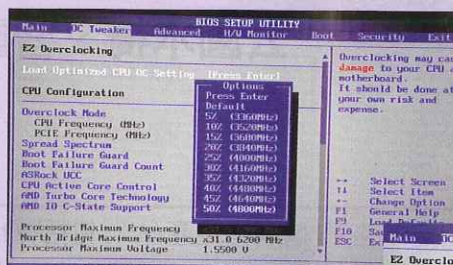 BIOS SETUP UTILITY
Main OC Tweaker Advanced H/W Monitor Boot Security Exit
EZ Overclocking
Load Optimized CPU OC Setting [Press Enter]
CPU Configuration
Overclock Mode
CPU Frequency (MHz)
PCIE Frequency (MHz)
Spread Spectrum
Boot Failure Guard
Boot Failure Guard Count
ASRock UCC
CPU Active Core Control
AMD Turbo Core Technology
AMD IO C-State Support
Processor Maximum Frequency
North Bridge Maximum Frequency x31.0 6200 MHz
Processor Maximum Voltage 1.5500 V
Options
Press Enter
Default
5% (3360MHz)
10% (3520MHz)
15% (3680MHz)
20% (3840MHz)
25% (4000MHz)
30% (4160MHz)
35% (4320MHz)
40% (4480MHz)
45% (4640MHz)
50% (4800MHz)
Overclocking may
damage to your CPU
motherboard.
It should be done at
your own risk and
expense.
Select Screen
↑↓ Select Item
Change Option
F1 General Help
F9 Load
F10
ESC
Main
EZ Overclo